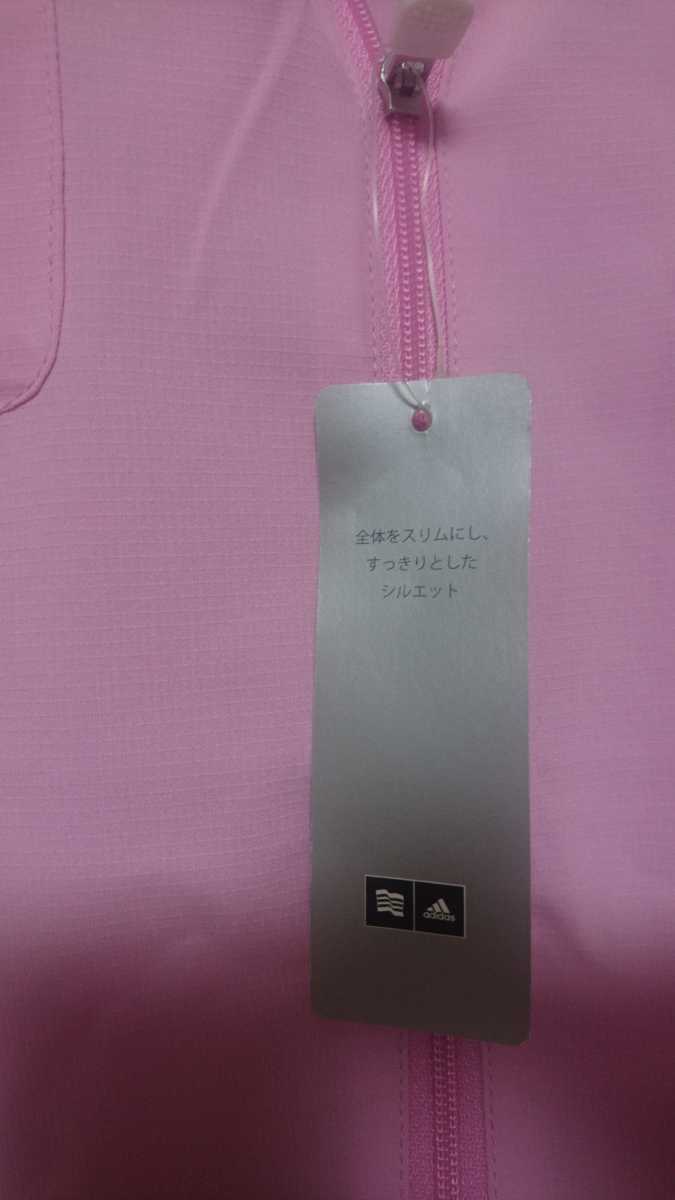 全体をスリムにし、
すっきりとした
シルエット
adidas